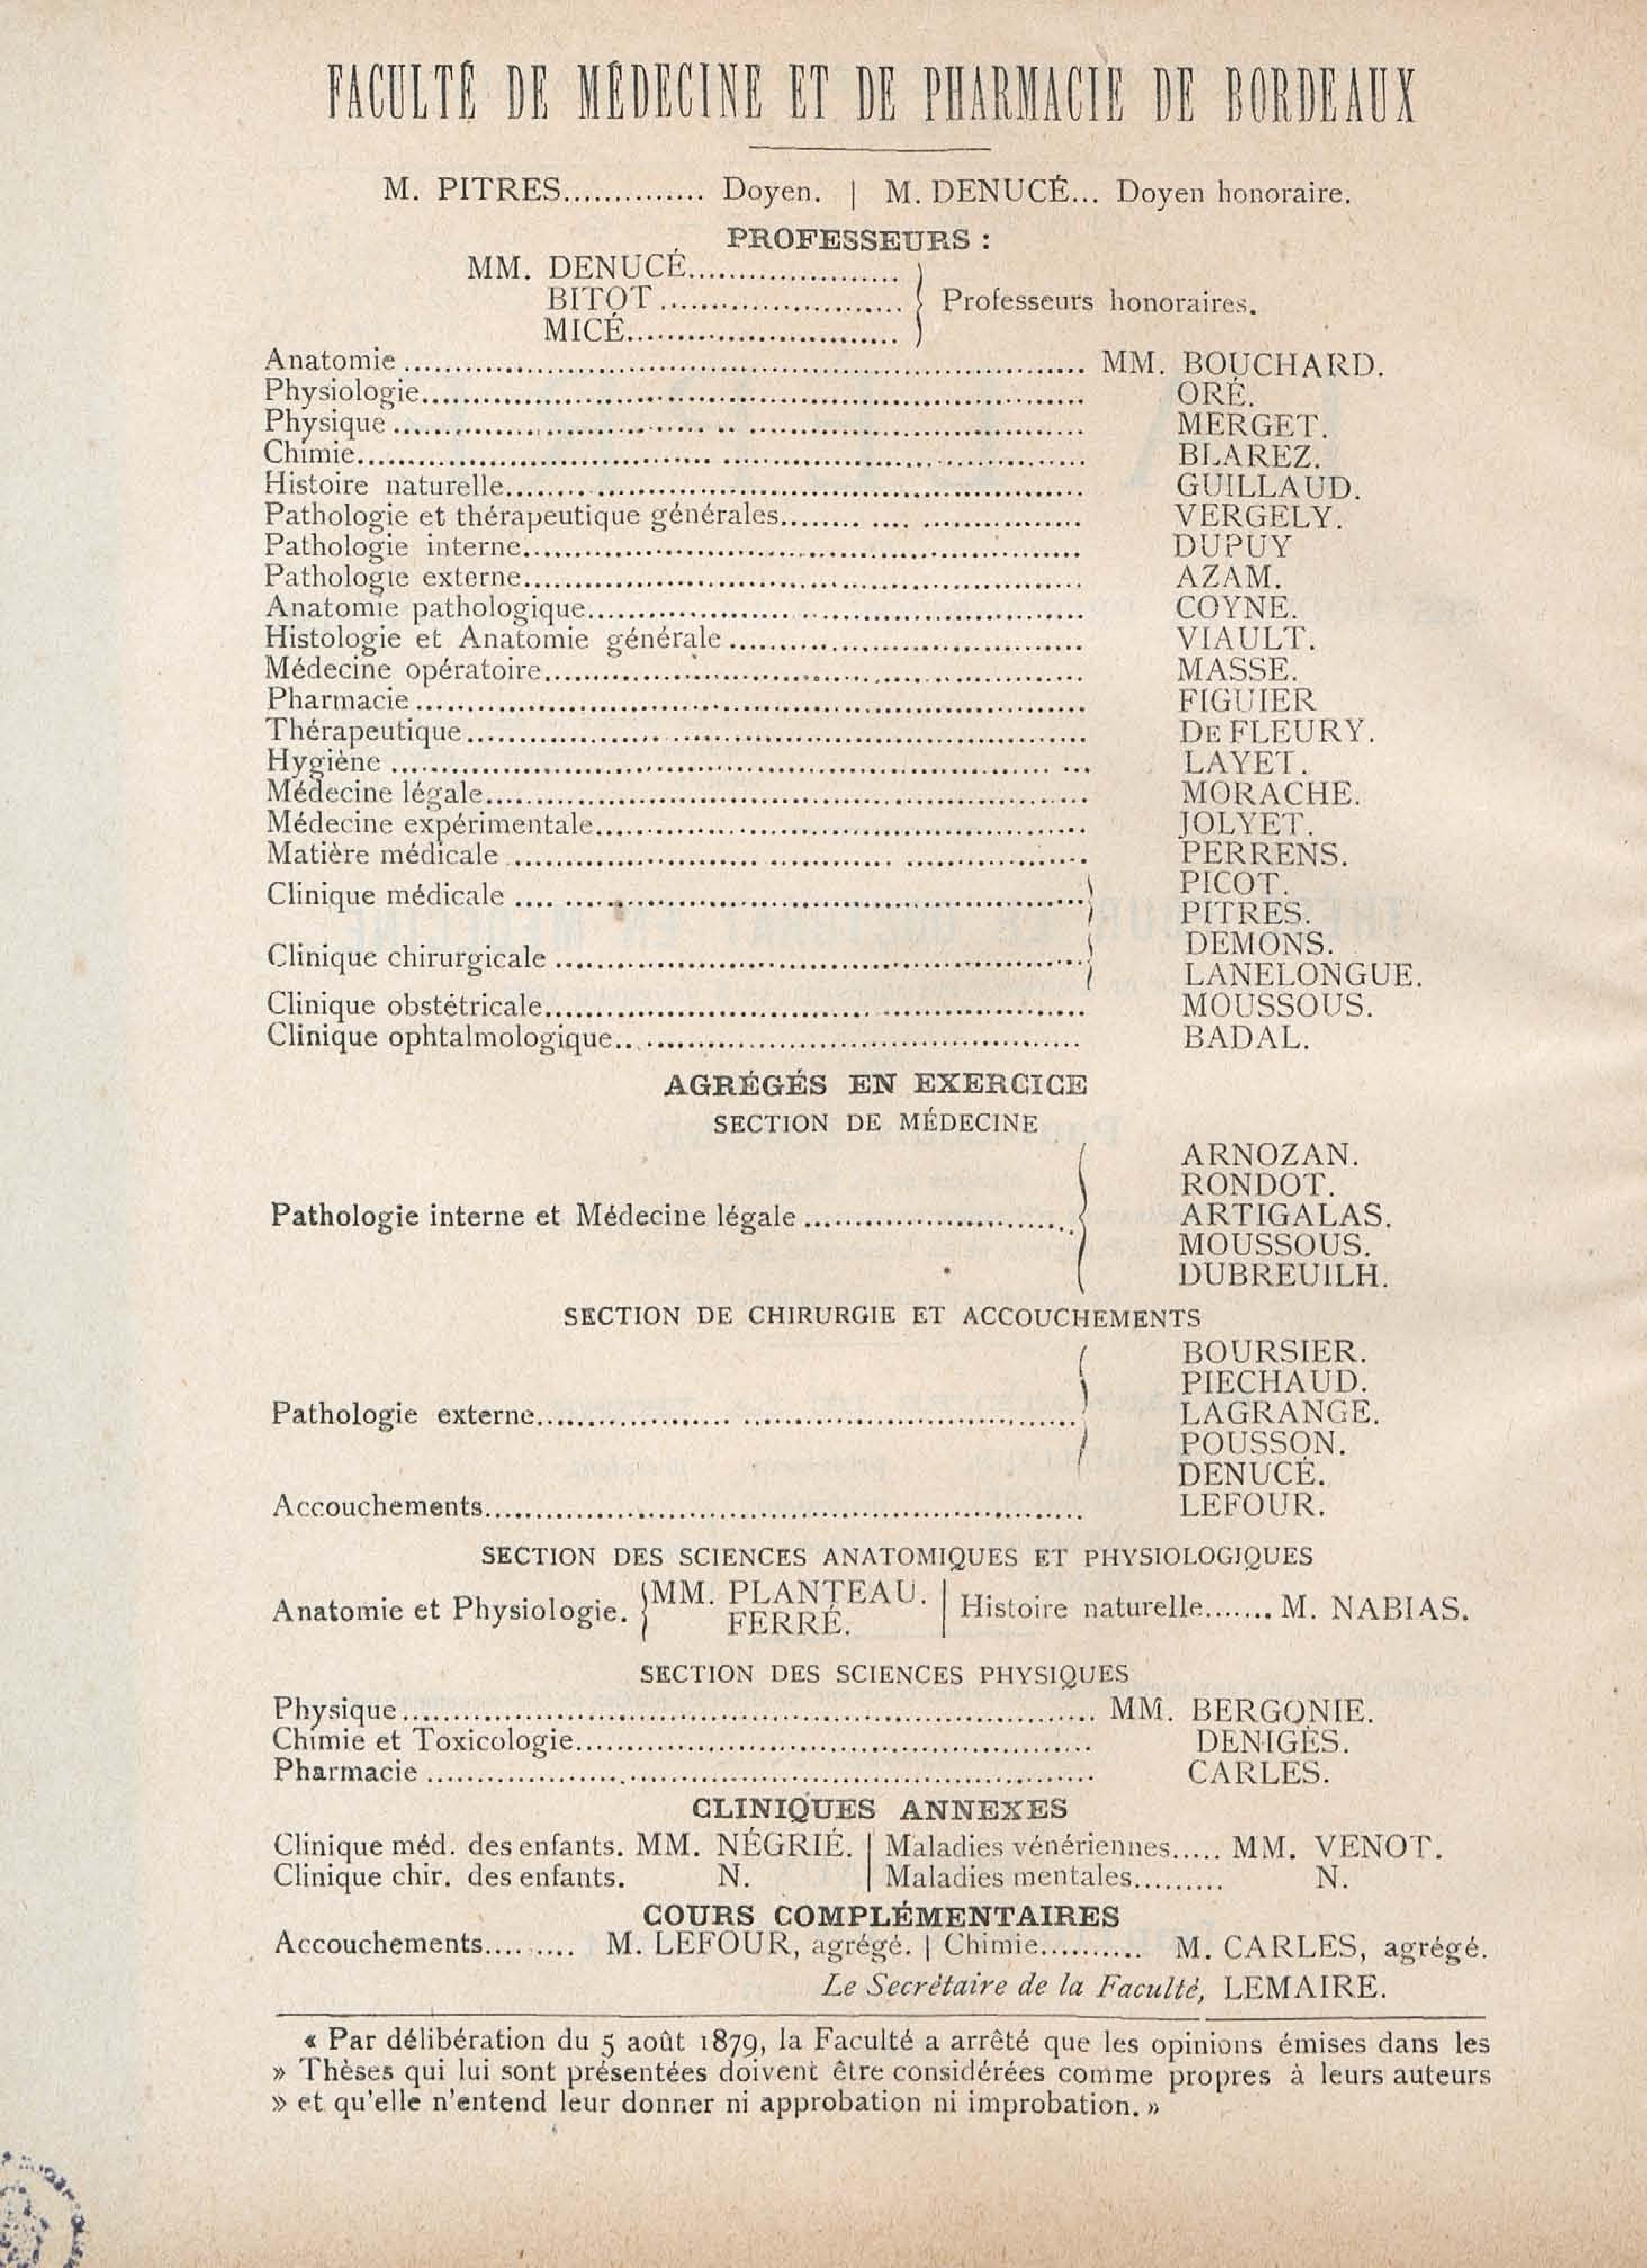 FACULTÉ DE MÉDECINE ET DE PHARMACIE DE BORDEAUX
M. PITRES.............. Doyen. | M. DENUCÉ... Doyen honoraire.
PROFESSEURS :
MM. DENUCÉ.....................
BITOT........................ } Professeurs honoraires.
MICÉ...........................
Anatomie.................................................................... MM. BOUCHARD.
Physiologie.................................................................. ORÉ.
Physique.................................................................... MERGET.
Chimie....................................................................... BLAREZ.
Histoire naturelle......................................................... GUILLAUD.
Pathologie et thérapeutique générales.............................. VERGELY.
Pathologie interne....................................................... DUPUY
Pathologie externe....................................................... AZAM.
Anatomie pathologique................................................. COYNE.
Histologie et Anatomie générale................................... VIAULT.
Médecine opératoire..................................................... MASSE.
Pharmacie.................................................................. FIGUIER
Thérapeutique............................................................. DE FLEURY.
Hygiène..................................................................... LAYET.
Médecine légale........................................................... MORACHE.
Médecine expérimentale................................................ JOLYET.
Matière médicale......................................................... PERRENS.
Clinique médicale........................................................ } PICOT.
PITRES.
Clinique chirurgicale.................................................... } DEMONS.
LANELONGUE.
Clinique obstétricale..................................................... MOUSSOUS.
Clinique ophtalmologique.............................................. BADAL.
AGRÉGÉS EN EXERCICE
SECTION DE MÉDECINE
ARNOZAN.
RONDOT.
Pathologie interne et Médecine légale........................... { ARTIGALAS.
MOUSSOUS.
DUBREUILH.
SECTION DE CHIRURGIE ET ACCOUCHEMENTS
BOURSIER.
PIECHAUD.
Pathologie externe...................................................... LAGRANGE.
POUSSON.
DENUCÉ.
Accouchements........................................................... LEFOUR.
SECTION DES SCIENCES ANATOMIQUES ET PHYSIOLOGIQUES
Anatomie et Physiologie. { MM. PLANTEAU. | Histoire naturelle....... M. NABIAS.
FERRÉ.
SECTION DES SCIENCES PHYSIQUES
Physique..................................................................... MM. BERGONIE.
Chimie et Toxicologie.................................................... DENIGÈS.
Pharmacie................................................................... CARLES.
CLINIQUES ANNEXES
Clinique méd. des enfants. MM. NÉGRIÉ. | Maladies vénériennes..... MM. VENOT.
Clinique chir. des enfants. N. | Maladies mentales......... N.
COURS COMPLÉMENTAIRES
Accouchements......... M. LEFOUR, agrégé. | Chimie.......... M. CARLES, agrégé.
Le Secrétaire de la Faculté, LEMAIRE.
« Par délibération du 5 août 1879, la Faculté a arrêté que les opinions émises dans les
» Thèses qui lui sont présentées doivent être considérées comme propres à leurs auteurs
» et qu'elle n'entend leur donner ni approbation ni improbation. »